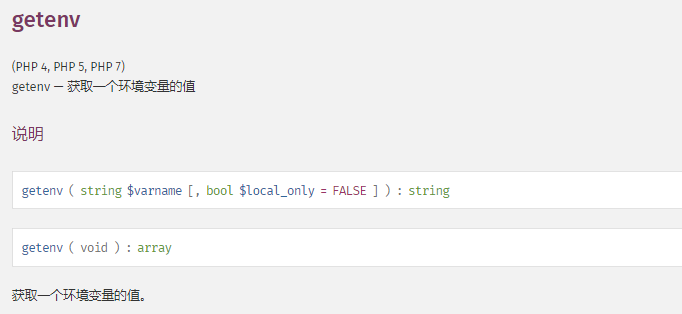 getenv
(PHP 4, PHP 5, PHP 7)
getenv — 获取一个环境变量的值
说明
getenv ( string $varname [, bool $local_only = FALSE ] ) : string
getenv ( void ) : array
获取一个环境变量的值。